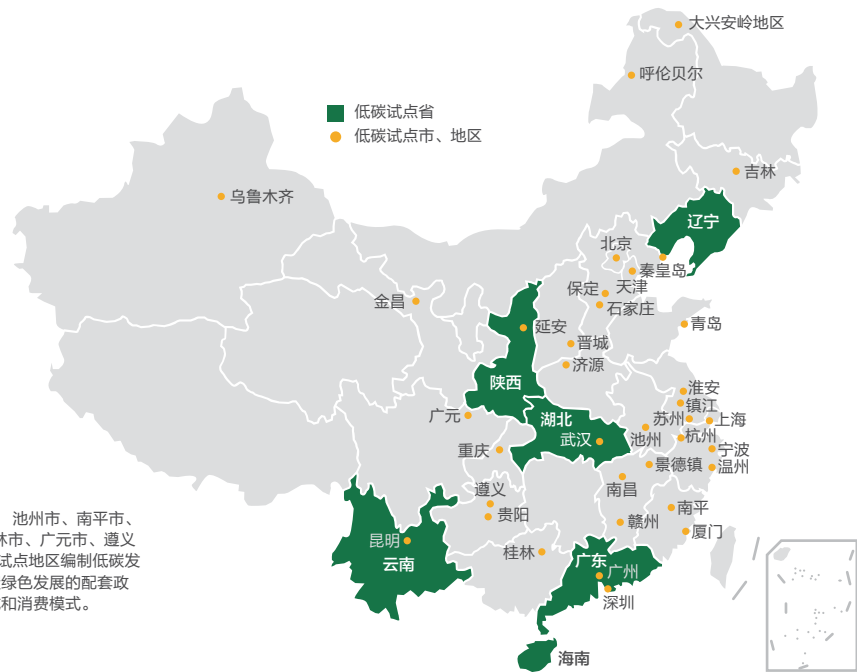 大兴安岭地区
呼伦贝尔
低碳试点省
低碳试点市、地区
吉林
乌鲁木齐
辽宁
北京
秦皇岛
天津
保定
金昌
石家庄
延安
青岛
晋城
济源
陕西
淮安
镇江
广元
湖北
苏州
上海
武汉
池州
杭州
重庆
宁波
景德镇
温州
遵义
南昌
贵阳
南平
赣州
厦门
昆明
桂林
云南
广东
广州
深圳
海南
池州市、南平市、
林市、广元市、遵义
试点地区编制低碳发
绿色发展的配套政
和消费模式。